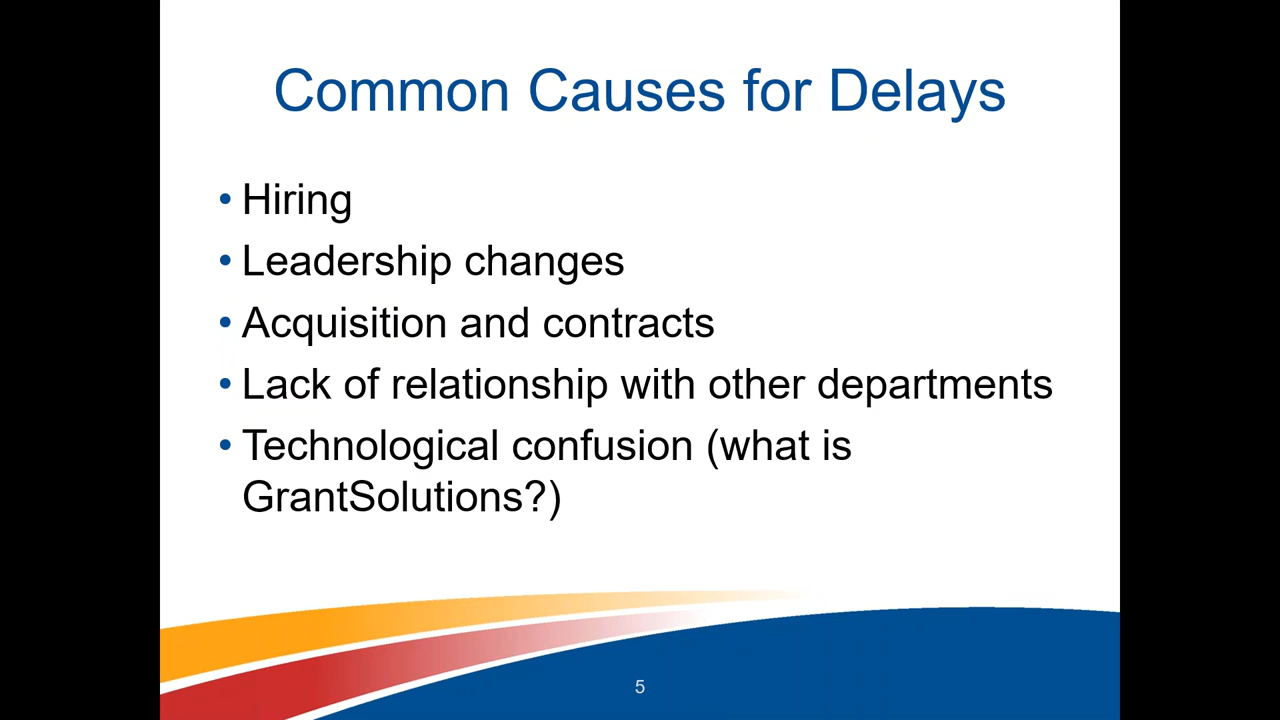 Common Causes for Delays
• Hiring
• Leadership changes
• Acquisition and contracts
• Lack of relationship with other departments
• Technological confusion (what is
GrantSolutions?)
5